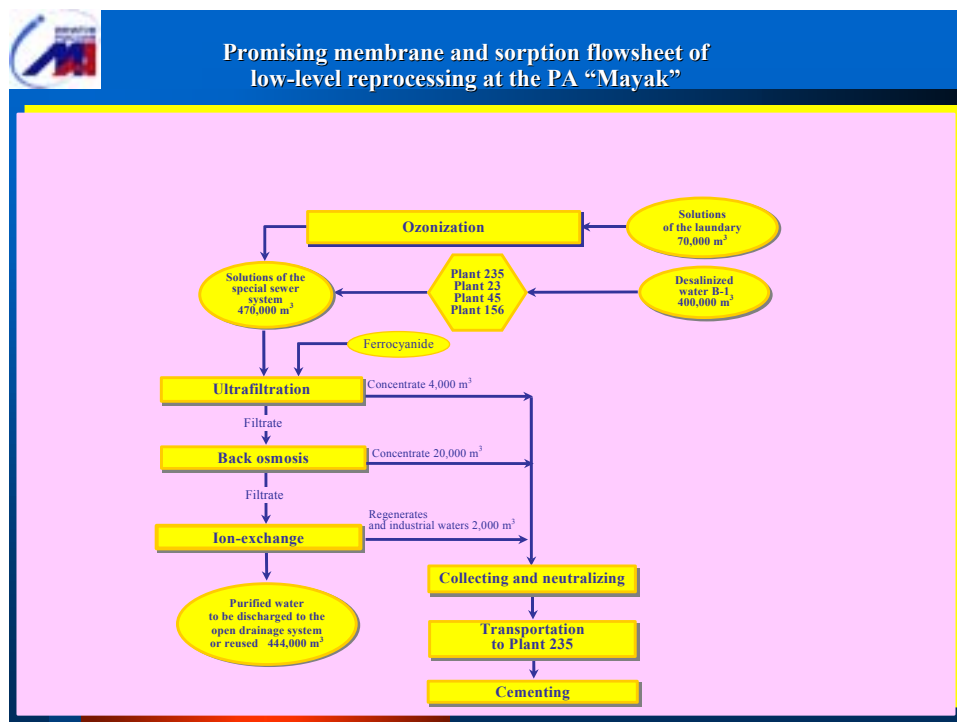 Promising membrane and sorption flowsheet of
low-level reprocessing at the PA “Mayak”
Ozonization
Solutions
of the laundary
70,000 m³
Solutions of the
special sewer
system
470,000 m³
Plant 235
Plant 23
Plant 45
Plant 156
Desalinized
water B-1
400,000 m³
Ferrocyanide
Ultrafiltration
Concentrate 4,000 m³
Filtrate
Back osmosis
Concentrate 20,000 m³
Filtrate
Regenerates
and industrial waters 2,000 m³
Ion-exchange
Collecting and neutralizing
Purified water
to be discharged to the
open drainage system
or reused 444,000 m³
Transportation
to Plant 235
Cementing